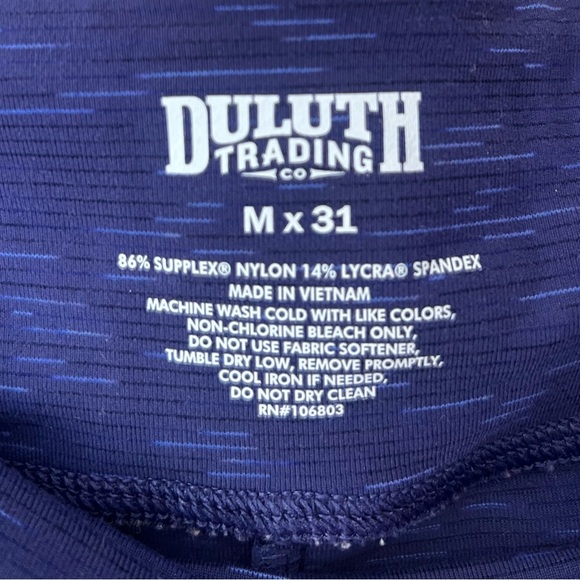 DULUTH
TRADING
CO
M x 31
86% SUPPLEX® NYLON 14% LYCRA® SPANDEX
MADE IN VIETNAM
MACHINE WASH COLD WITH LIKE COLORS,
NON-CHLORINE BLEACH ONLY,
DO NOT USE FABRIC SOFTENER,
TUMBLE DRY LOW, REMOVE PROMPTLY,
COOL IRON IF NEEDED,
DO NOT DRY CLEAN
RN#106803